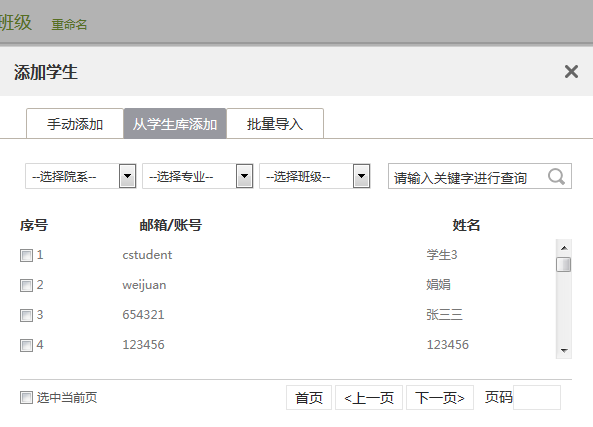 班级 重命名
添加学生
手动添加 从学生库添加 批量导入
--选择院系-- --选择专业-- --选择班级-- 请输入关键字进行查询
序号 邮箱/账号 姓名
1 cstudent 学生3
2 weijuan 娟娟
3 654321 张三三
4 123456 123456
选中当前页 首页 <上一页 下一页> 页码